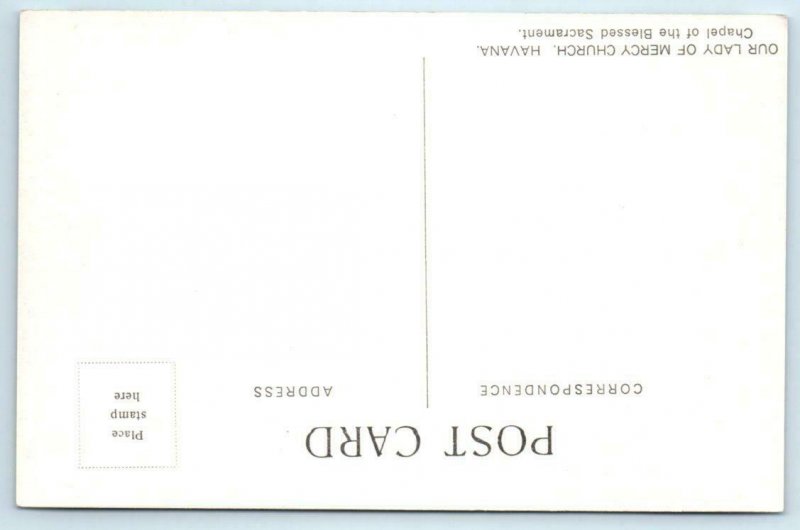 POST CARD
CORRESPONDENCE
ADDRESS
Place
stamp
here
OUR LADY OF MERCY CHURCH. HAVANA.
Chapel of the Blessed Sacrament.